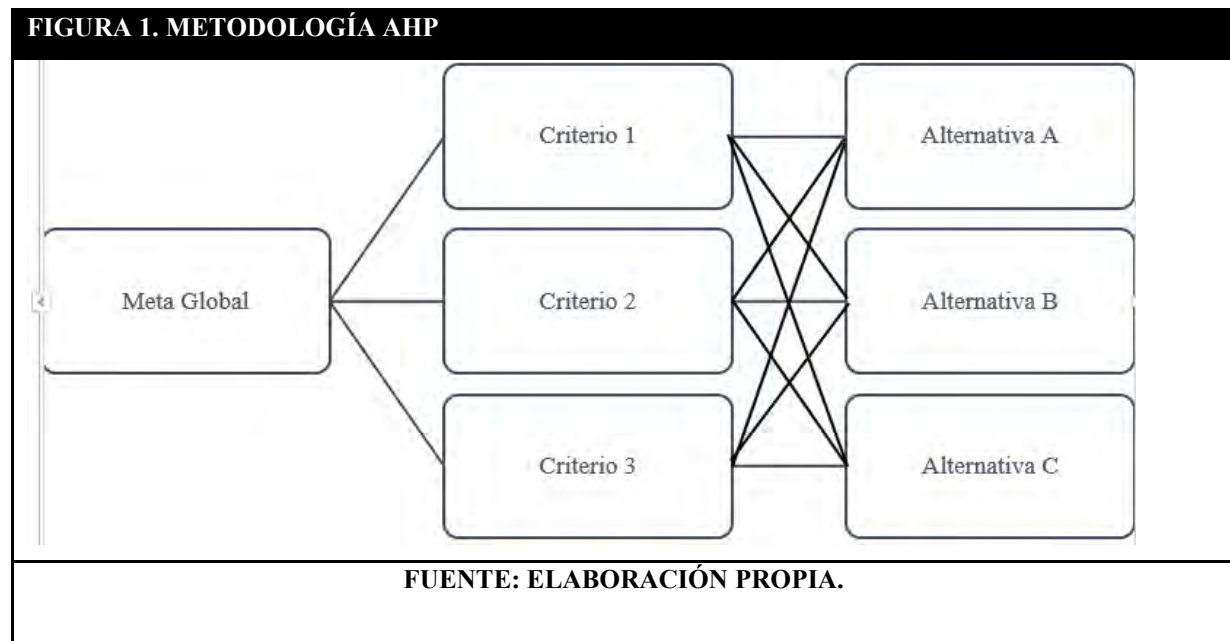 FIGURA 1. METODOLOGÍA AHP
Meta Global
Criterio 1
Criterio 2
Criterio 3
Alternativa A
Alternativa B
Alternativa C
FUENTE: ELABORACIÓN PROPIA.